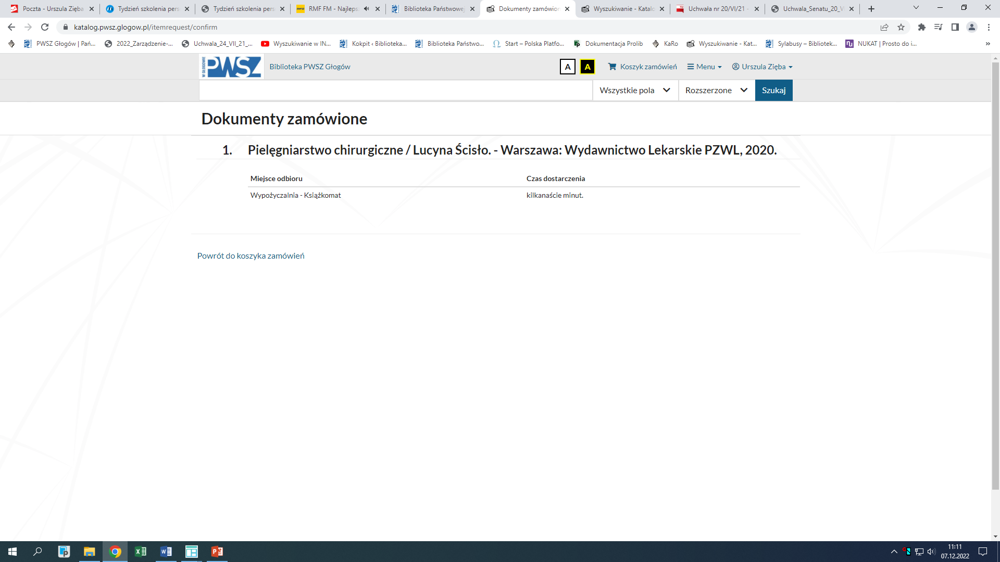 Poczta - Urszula Zięba
Tydzień szkolenia pers
Tydzień szkolenia pers
RMF FM - Najleps
Biblioteka Państwowej
Dokumenty zamówion
Wyszukiwanie - Katalo
Uchwała nr 20/VI/21 -
Uchwala_Senatu_20_V
katalog.pwsz.glogow.pl/itemrequest/confirm
PWSZ Głogów | Pań...
2022_Zarządzenie-...
Uchwala_24_VII_21_...
Wyszukiwanie w IN...
Kokpit ‹ Biblioteka...
Biblioteka Państwo...
Start – Polska Platfo...
Dokumentacja Prolib
KaRo
Wyszukiwanie - Kat...
Sylabusy – Bibliotek...
NUKAT | Prosto do i...
W GŁOGOWIE PWSZ
Biblioteka PWSZ Głogów
A
A
Koszyk zamówień
Menu
Urszula Zięba
Wszystkie pola
Rozszerzone
Szukaj
Dokumenty zamówione
1. Pielęgniarstwo chirurgiczne / Lucyna Ścisło. - Warszawa: Wydawnictwo Lekarskie PZWL, 2020.
Miejsce odbioru Czas dostarczenia
Wypożyczalnia - Książkomat kilkanaście minut.
Powrót do koszyka zamówień
11:11
07.12.2022